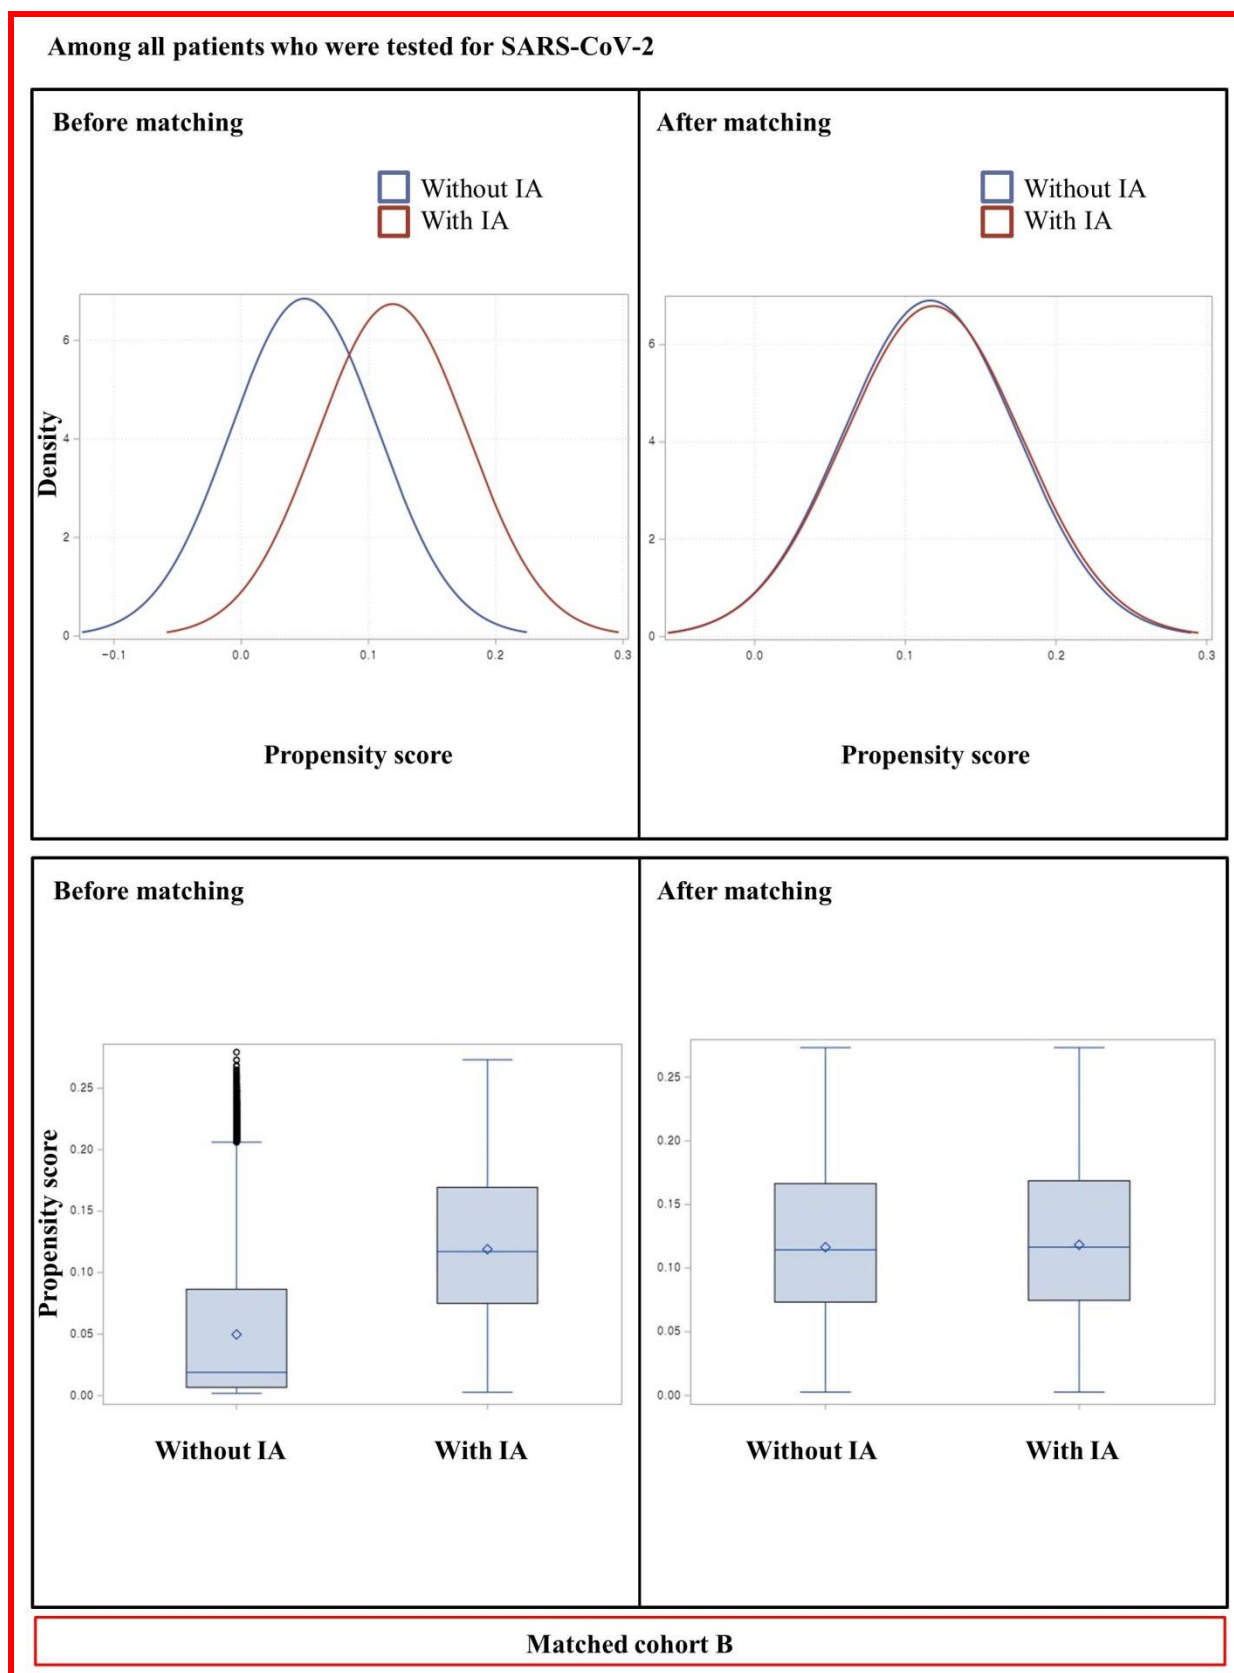 Among all patients who were tested for SARS-CoV-2
Before matching
Without IA
With IA
Density
6
4
2
0
−0.1
0.0
0.1
0.2
0.3
Propensity score
After matching
Without IA
With IA
6
4
2
0
0.0
0.1
0.2
0.3
Propensity score
Before matching
Propensity score
0.25
0.20
0.15
0.10
0.05
0.00
Without IA
With IA
After matching
0.25
0.20
0.15
0.10
0.05
0.00
Without IA
With IA
Matched cohort B